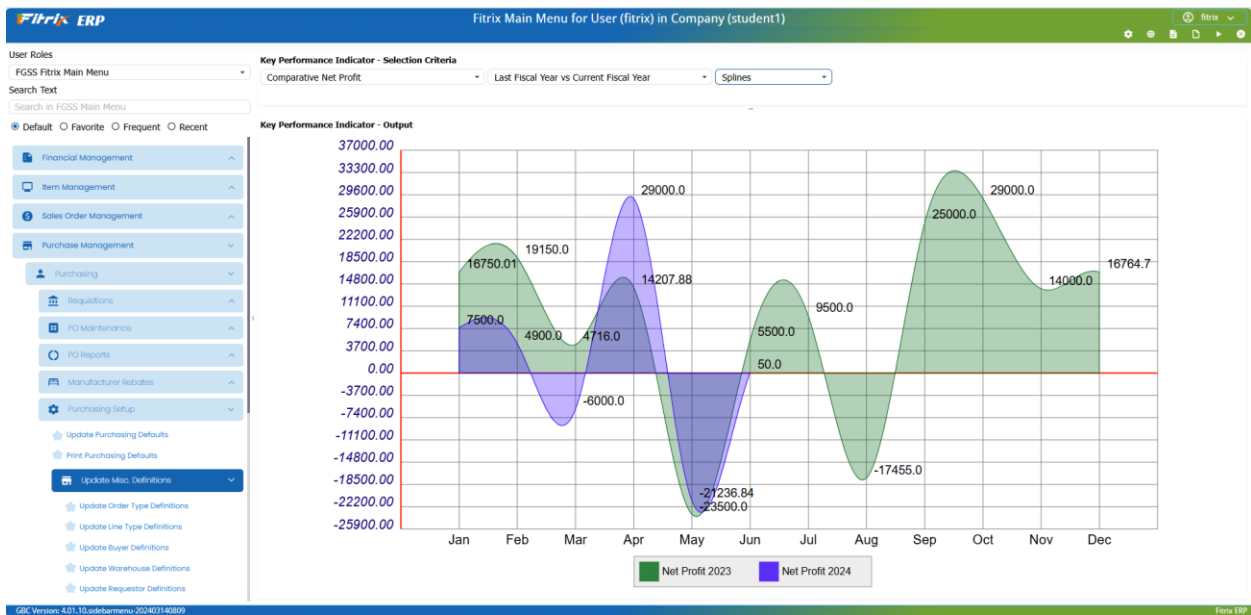 Fitrix ERP
Fitrix Main Menu for User (fitrix) in Company (student1)
fitrix
User Roles
FGSS Fitrix Main Menu
Search Text
Search in FGSS Main Menu
Default Favorite Frequent Recent
Financial Management
Item Management
Sales Order Management
Purchase Management
Purchasing
Requisitions
PO Maintenance
PO Reports
Manufacturer Rebates
Purchasing Setup
Update Purchasing Defaults
Print Purchasing Defaults
Update Misc. Definitions
Update Order Type Definitions
Update Line Type Definitions
Update Buyer Definitions
Update Warehouse Definitions
Update Requestor Definitions
Key Performance Indicator - Selection Criteria
Comparative Net Profit Last Fiscal Year vs Current Fiscal Year Splines
Key Performance Indicator - Output
37000.00
33300.00
29600.00
25900.00
22200.00
18500.00
14800.00
11100.00
7400.00
3700.00
0.00
-3700.00
-7400.00
-11100.00
-14800.00
-18500.00
-22200.00
-25900.00
16750.01
19150.0
7500.0
4900.0
4716.0
-6000.0
29000.0
14207.88
-21236.84
-23500.0
5500.0
50.0
9500.0
-17455.0
25000.0
29000.0
14000.0
16764.7
Jan Feb Mar Apr May Jun Jul Aug Sep Oct Nov Dec
Net Profit 2023 Net Profit 2024
GBC Version: 4.01.10.sidebarmenu-202403140809
Fitrix ERP